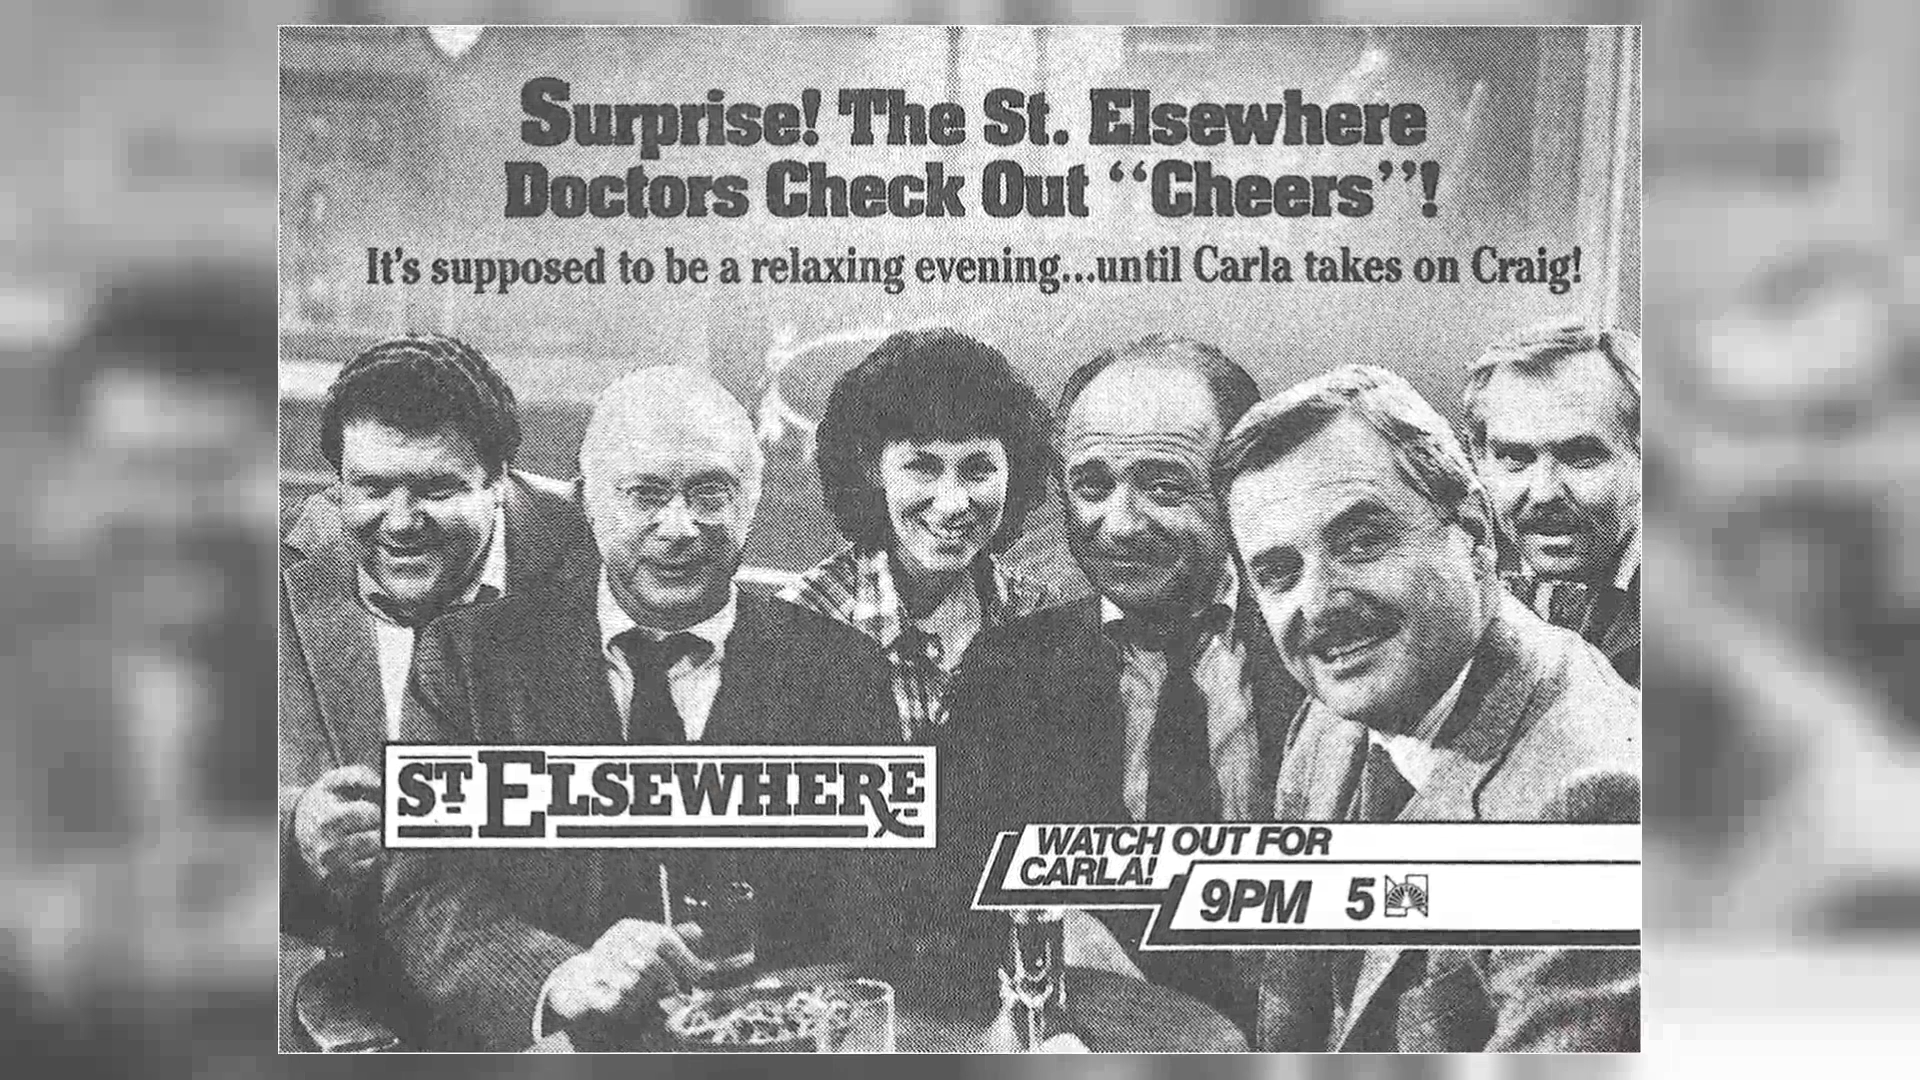 Surprise! The St. Elsewhere
Doctors Check Out “Cheers”!
It's supposed to be a relaxing evening...until Carla takes on Craig!
ST ELSEWHERE
WATCH OUT FOR
CARLA!
9PM 5